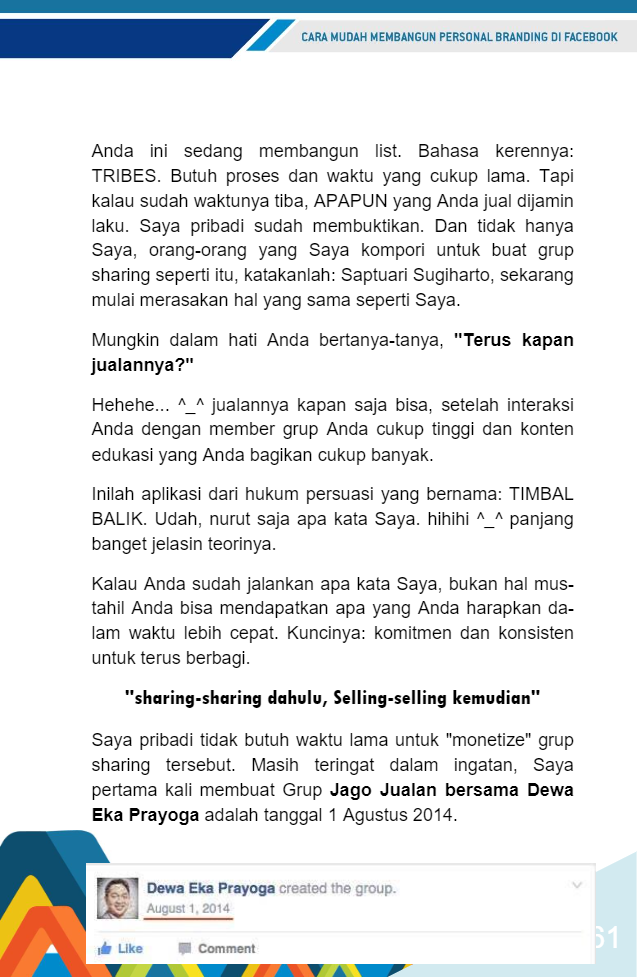 CARA MUDAH MEMBANGUN PERSONAL BRANDING DI FACEBOOK
Anda ini sedang membangun list. Bahasa kerennya:
TRIBES. Butuh proses dan waktu yang cukup lama. Tapi
kalau sudah waktunya tiba, APAPUN yang Anda jual dijamin
laku. Saya pribadi sudah membuktikan. Dan tidak hanya
Saya, orang-orang yang Saya kompori untuk buat grup
sharing seperti itu, katakanlah: Saptuari Sugiharto, sekarang
mulai merasakan hal yang sama seperti Saya.
Mungkin dalam hati Anda bertanya-tanya, "Terus kapan
jualannya?"
Hehehe... ^_^ jualannya kapan saja bisa, setelah interaksi
Anda dengan member grup Anda cukup tinggi dan konten
edukasi yang Anda bagikan cukup banyak.
Inilah aplikasi dari hukum persuasi yang bernama: TIMBAL
BALIK. Udah, nurut saja apa kata Saya. hihihi ^_^ panjang
banget jelasin teorinya.
Kalau Anda sudah jalankan apa kata Saya, bukan hal mus-
tahil Anda bisa mendapatkan apa yang Anda harapkan da-
lam waktu lebih cepat. Kuncinya: komitmen dan konsisten
untuk terus berbagi.
"sharing-sharing dahulu, Selling-selling kemudian"
Saya pribadi tidak butuh waktu lama untuk "monetize" grup
sharing tersebut. Masih teringat dalam ingatan, Saya
pertama kali membuat Grup Jago Jualan bersama Dewa
Eka Prayoga adalah tanggal 1 Agustus 2014.
Dewa Eka Prayoga created the group.
August 1, 2014
Like Comment
61